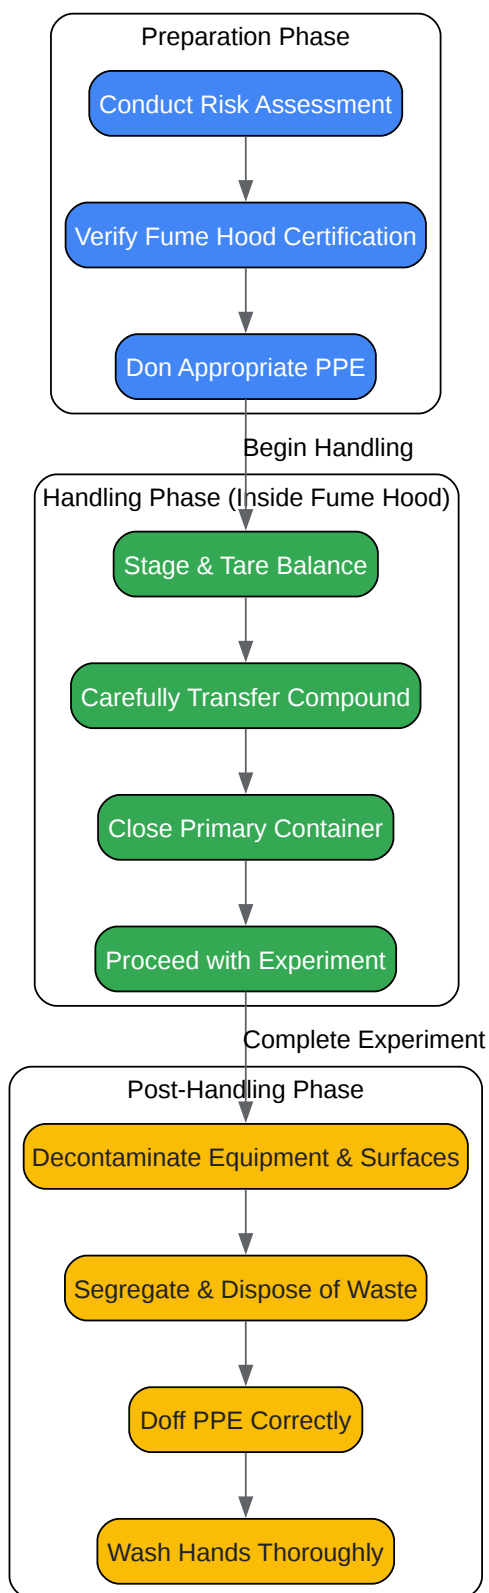 Preparation Phase
Conduct Risk Assessment
Verify Fume Hood Certification
Don Appropriate PPE
Begin Handling
Handling Phase (Inside Fume Hood)
Stage & Tare Balance
Carefully Transfer Compound
Close Primary Container
Proceed with Experiment
Complete Experiment
Post-Handling Phase
Decontaminate Equipment & Surfaces
Segregate & Dispose of Waste
Doff PPE Correctly
Wash Hands Thoroughly